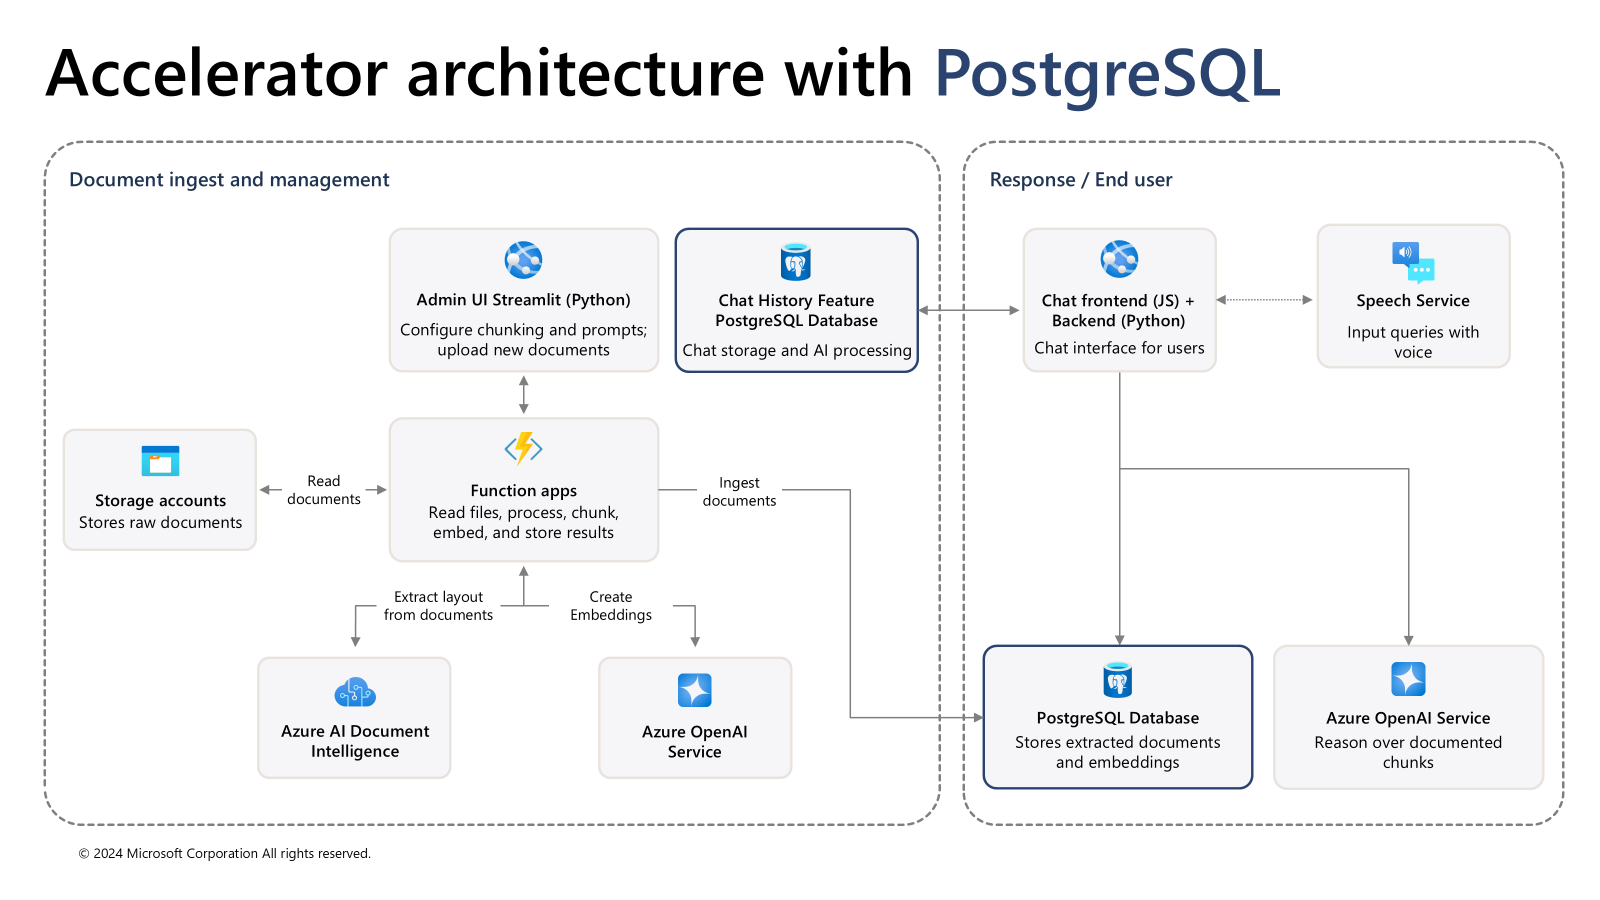 Accelerator architecture with PostgreSQL
Document ingest and management
Admin UI Streamlit (Python)
Configure chunking and prompts;
upload new documents
Chat History Feature
PostgreSQL Database
Chat storage and AI processing
Storage accounts
Stores raw documents
Read
documents
Function apps
Read files, process, chunk,
embed, and store results
Ingest
documents
Extract layout
from documents
Create
Embeddings
Azure AI Document
Intelligence
Azure OpenAI
Service
Response / End user
Chat frontend (JS) +
Backend (Python)
Chat interface for users
Speech Service
Input queries with
voice
PostgreSQL Database
Stores extracted documents
and embeddings
Azure OpenAI Service
Reason over documented
chunks
© 2024 Microsoft Corporation All rights reserved.